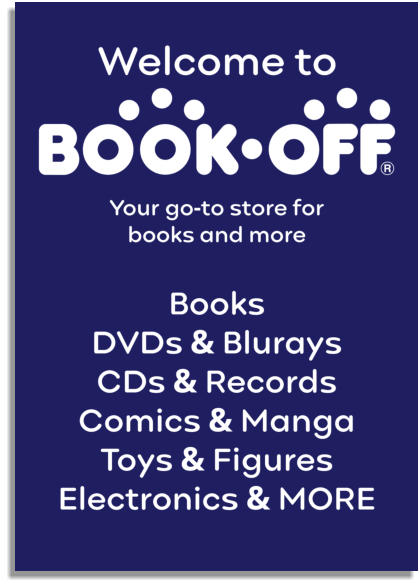 Welcome to
BOOK•OFF®
Your go-to store for
books and more
Books
DVDs & Blurays
CDs & Records
Comics & Manga
Toys & Figures
Electronics & MORE